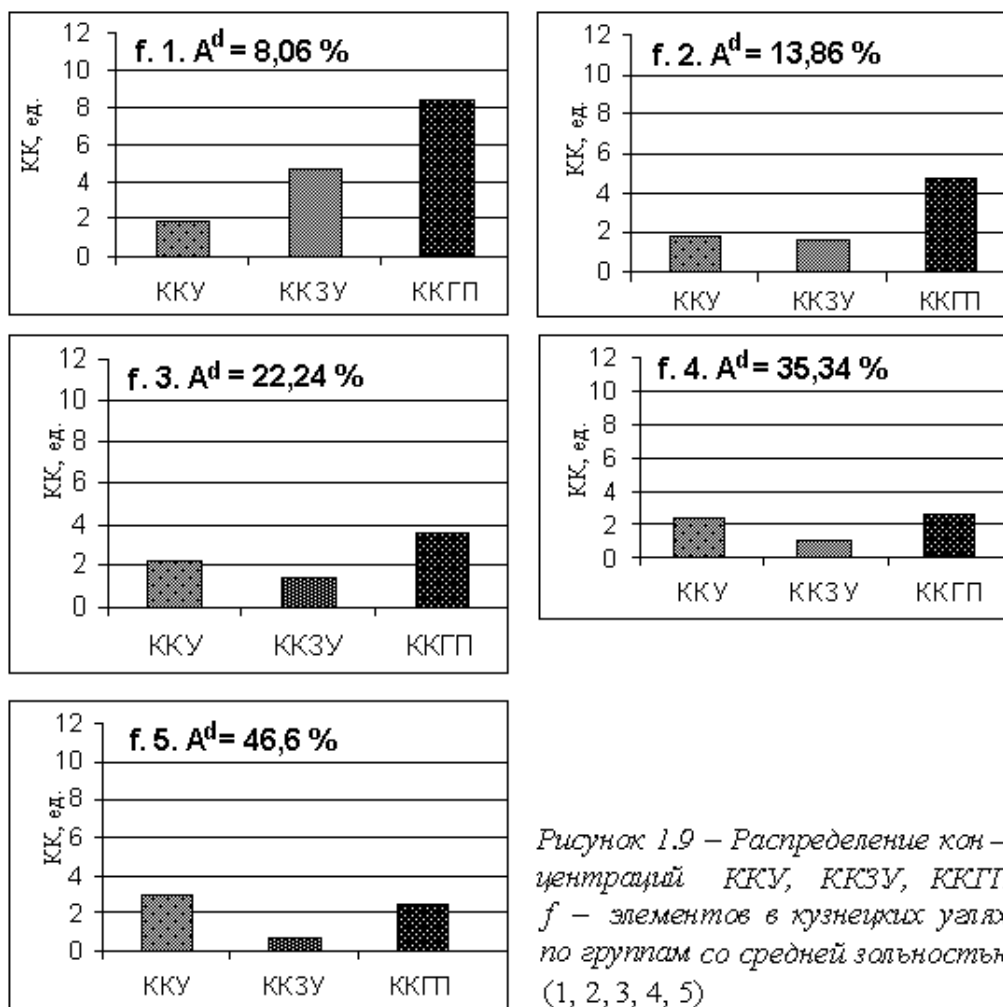 f. 1. Aᵈ = 8,06 %
КК, ед.
12
10
8
6
4
2
0
ККУ ККЗУ ККГП
f. 2. Aᵈ = 13,86 %
КК, ед.
12
10
8
6
4
2
0
ККУ ККЗУ ККГП
f. 3. Aᵈ = 22,24 %
КК, ед.
12
10
8
6
4
2
0
ККУ ККЗУ ККГП
f. 4. Aᵈ = 35,34 %
КК, ед.
12
10
8
6
4
2
0
ККУ ККЗУ ККГП
f. 5. Aᵈ = 46,6 %
КК, ед.
12
10
8
6
4
2
0
ККУ ККЗУ ККГП
Рисунок 1.9 – Распределение кон –
центраций ККУ, ККЗУ, ККГП
f – элементов в кузнецких углях
по группам со средней зольностью
(1, 2, 3, 4, 5)